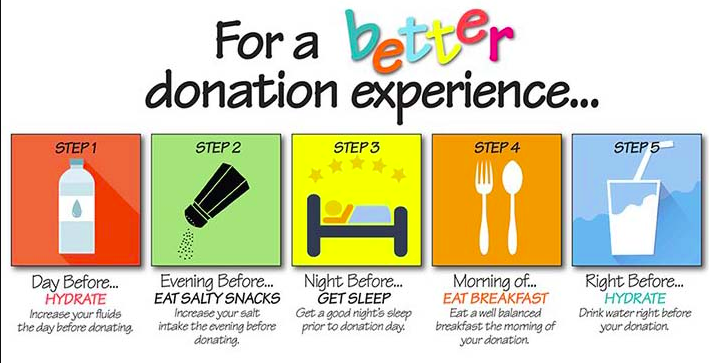 For a better
donation experience...
STEP 1
STEP 2
STEP 3
STEP 4
STEP 5
Day Before...
HYDRATE
Increase your fluids
the day before donating.
Evening Before...
EAT SALTY SNACKS
Increase your salt
intake the evening before
donating.
Night Before...
GET SLEEP
Get a good night's sleep
prior to donation day.
Morning of...
EAT BREAKFAST
Eat a well balanced
breakfast the morning of
your donation.
Right Before...
HYDRATE
Drink water right before
your donation.